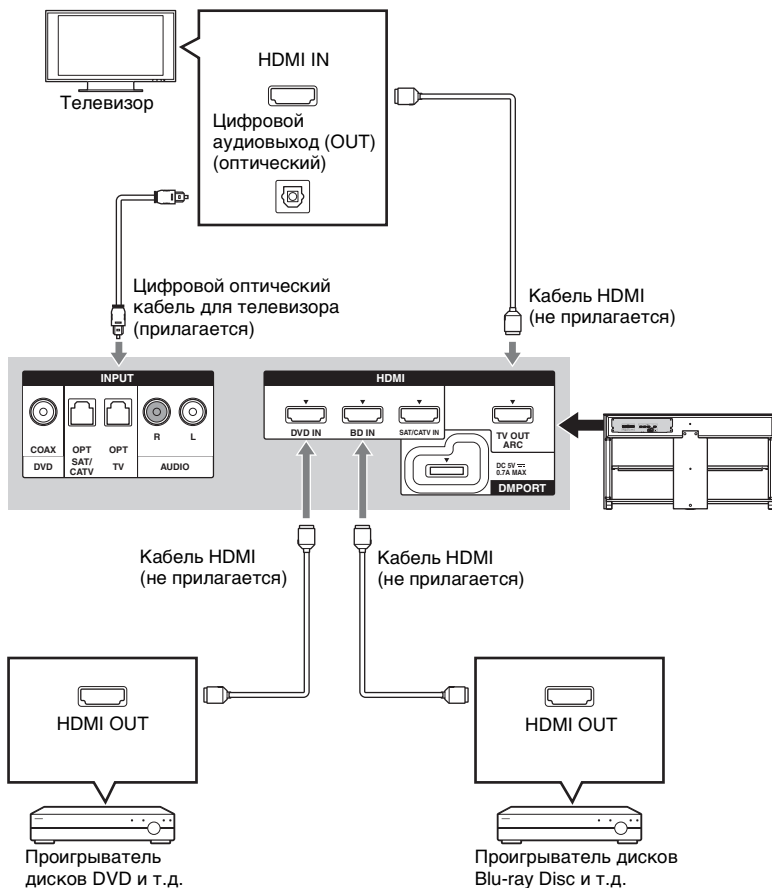 HDMI IN
Телевизор
Цифровой
аудиовыход (OUT)
(оптический)
Цифровой оптический
кабель для телевизора
(прилагается)
Кабель HDMI
(не прилагается)
INPUT
HDMI
R
L
DVD IN
BD IN
SAT/CATV IN
TV OUT
ARC
COAX
OPT
OPT
DVD
SAT/
CATV
TV
AUDIO
DC 5V
0.7A MAX
DMPORT
Кабель HDMI
(не прилагается)
Кабель HDMI
(не прилагается)
HDMI OUT
HDMI OUT
Проигрыватель
дисков DVD и т.д.
Проигрыватель дисков
Blu-ray Disc и т.д.